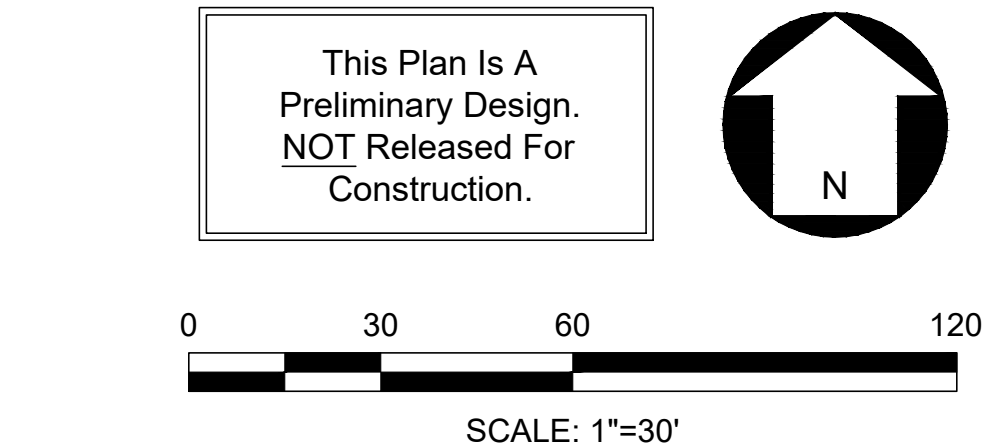 This Plan Is A
Preliminary Design.
NOT Released For
Construction.
N
0 30 60 120
SCALE: 1"=30'